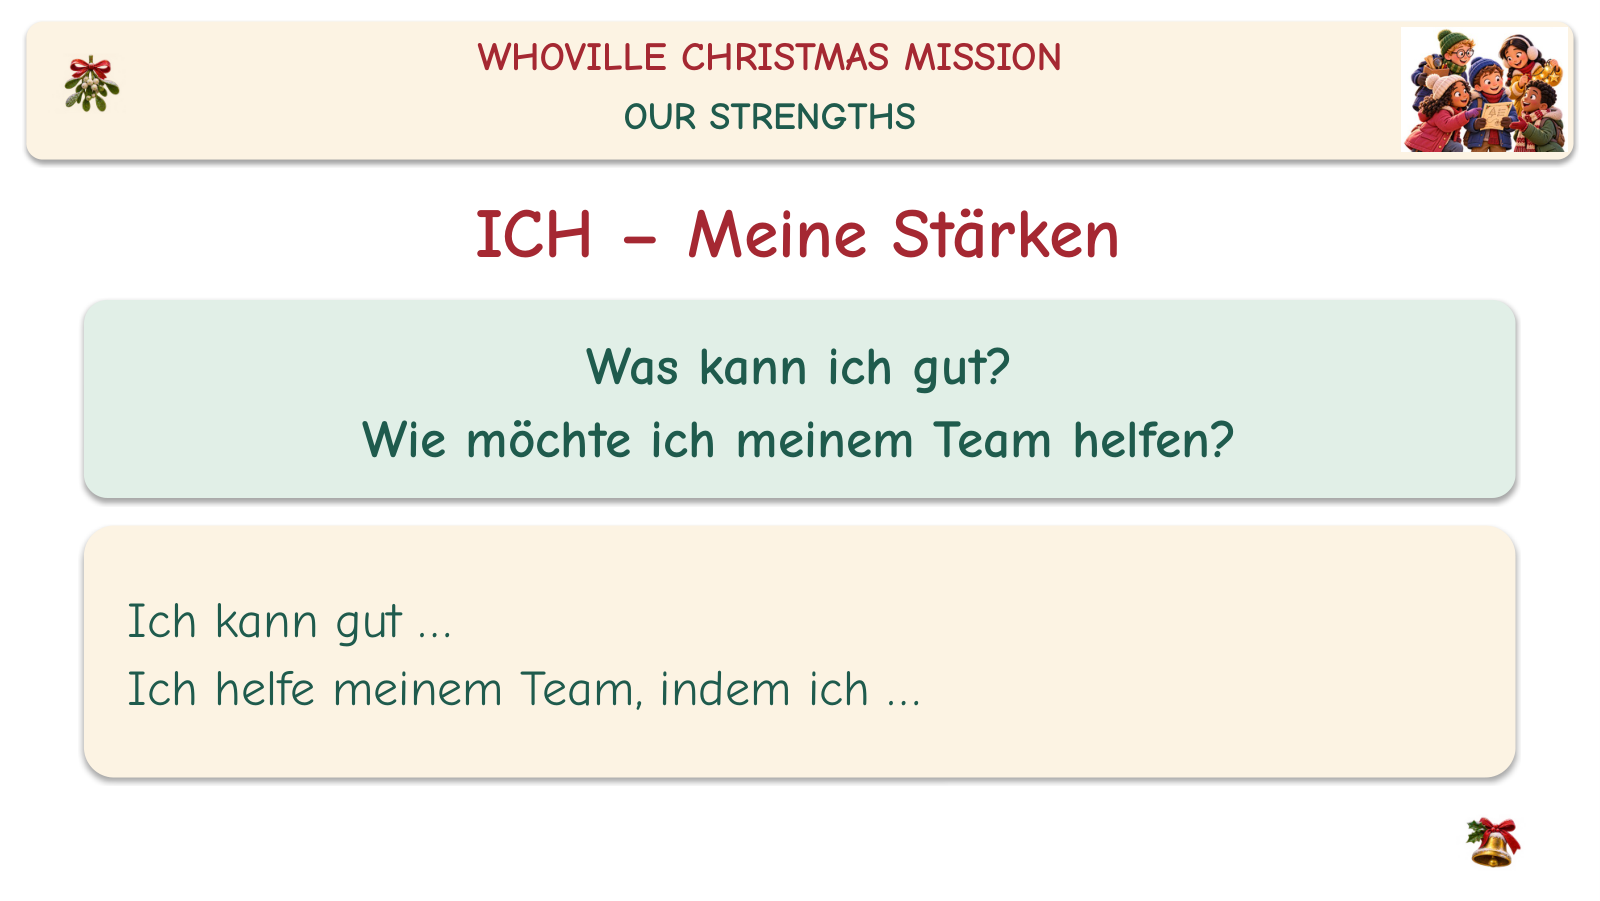 WHOVILLE CHRISTMAS MISSION
OUR STRENGTHS
ICH – Meine Stärken
Was kann ich gut?
Wie möchte ich meinem Team helfen?
Ich kann gut ...
Ich helfe meinem Team, indem ich ...